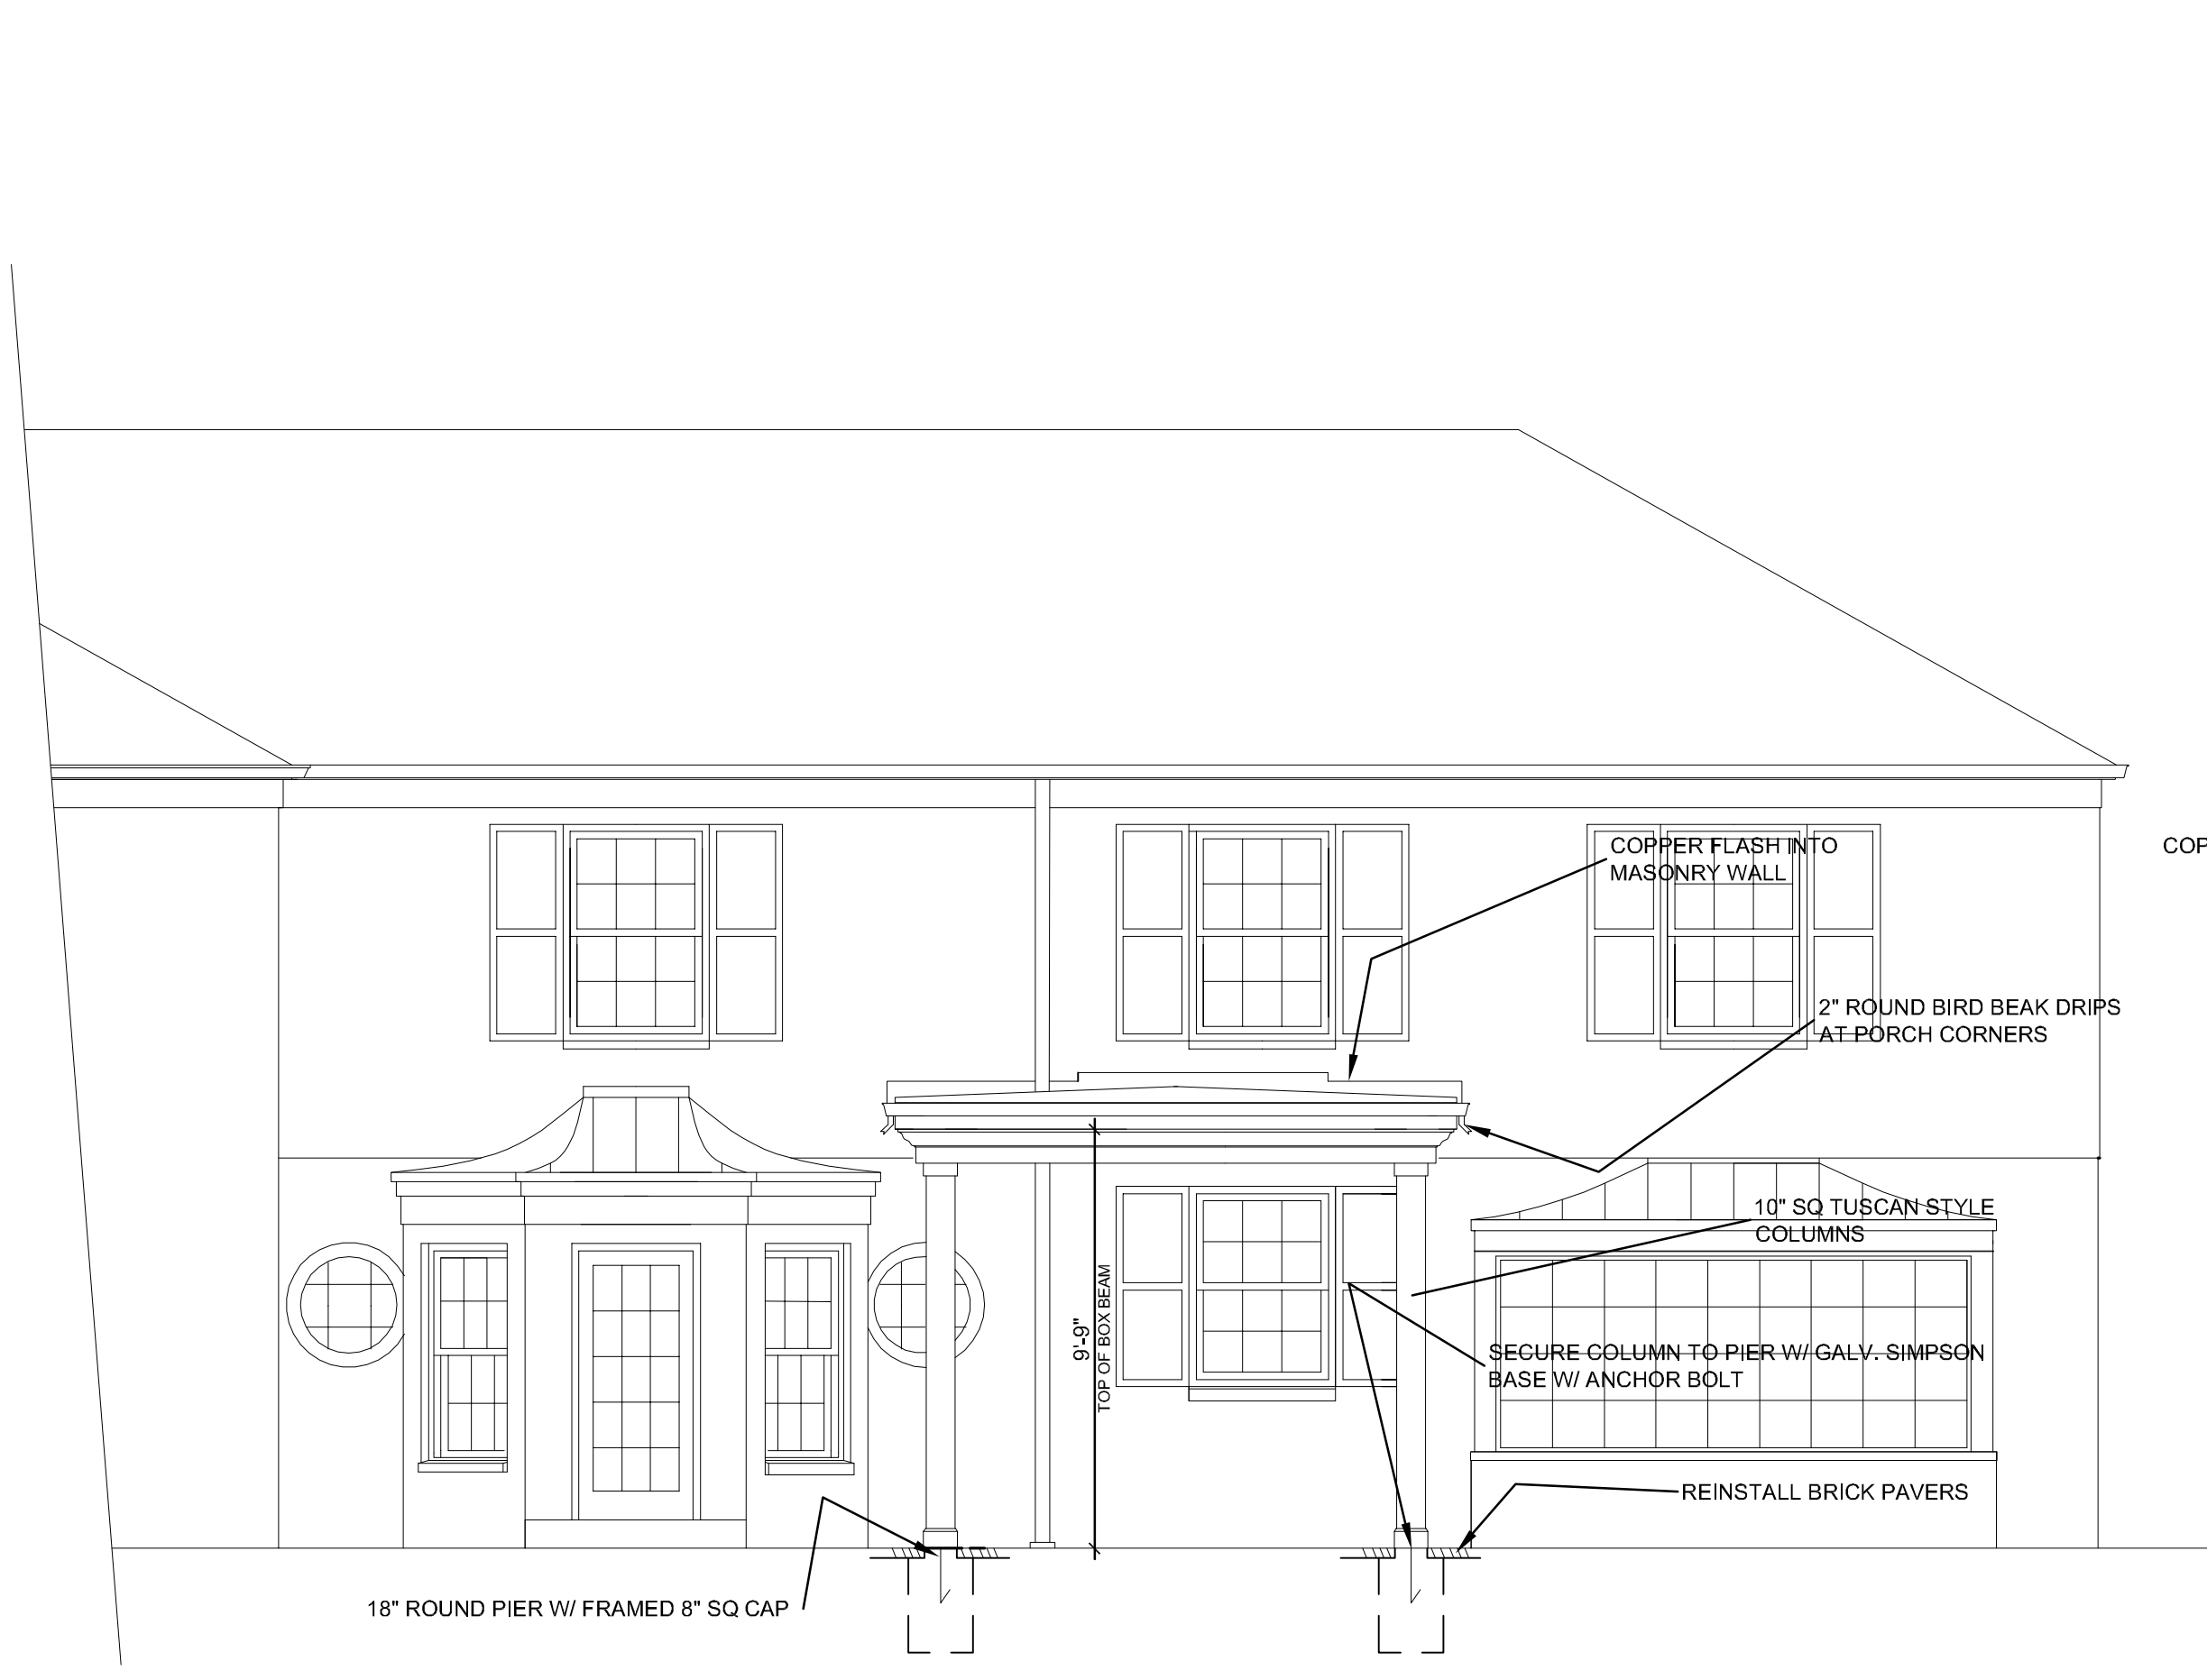 COPPER FLASH INTO
MASONRY WALL
COP
2" ROUND BIRD BEAK DRIPS
AT PORCH CORNERS
10" SQ TUSCAN STYLE
COLUMNS
9'-9"
TOP OF BOX BEAM
SECURE COLUMN TO PIER W/ GALV. SIMPSON
BASE W/ ANCHOR BOLT
REINSTALL BRICK PAVERS
18" ROUND PIER W/ FRAMED 8" SQ CAP